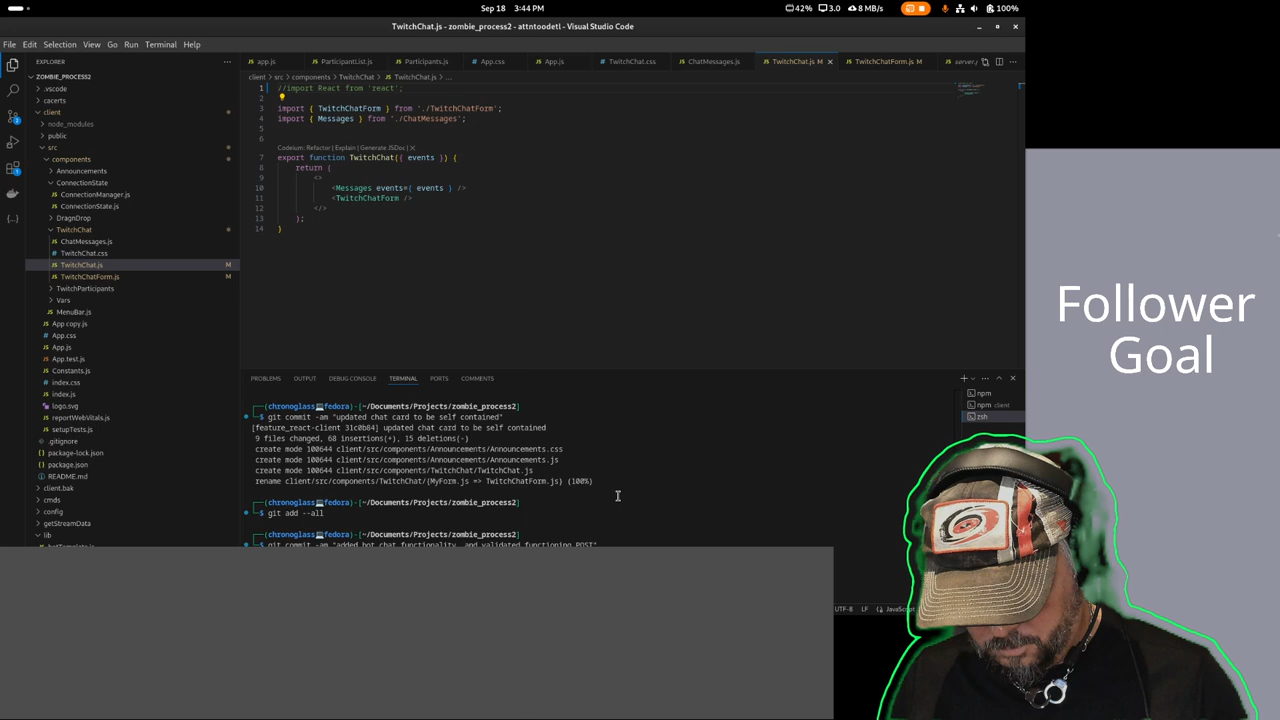 Sep 18 3:44 PM
42% 3.0 8 MB/s 100%
TwitchChat.js - zombie_process2 - attntoodetl - Visual Studio Code
File Edit Selection View Go Run Terminal Help
EXPLORER
ZOMBIE_PROCESS2
.vscode
cacerts
client
node_modules
public
src
components
Announcements
ConnectionState
ConnectionManager.js
ConnectionState.js
DragnDrop
TwitchChat
ChatMessages.js
TwitchChat.css
TwitchChat.js M
TwitchChatForm.js M
TwitchParticipants
Vars
MenuBar.js
App copy.js
App.css
App.js
App.test.js
Constants.js
index.css
index.js
logo.svg
reportWebVitals.js
setupTests.js
.gitignore
package-lock.json
package.json
README.md
client.bak
cmds
config
getStreamData
lib
app.js ParticipantList.js Participants.js App.css App.js TwitchChat.css ChatMessages.js TwitchChat.js M TwitchChatForm.js M server.j
client > src > components > TwitchChat > TwitchChat.js > ...
1 //import React from 'react';
2
3 import { TwitchChatForm } from './TwitchChatForm';
4 import { Messages } from './ChatMessages';
5
6
Codeium: Refactor | Explain | Generate JSDoc | X
7 export function TwitchChat({ events }) {
8 return (
9 <>
10 <Messages events={ events } />
11 <TwitchChatForm />
12 </>
13 );
14 }
PROBLEMS OUTPUT DEBUG CONSOLE TERMINAL PORTS COMMENTS
npm
npm client
zsh
(chronoglass💻fedora)-[~/Documents/Projects/zombie_process2]
$ git commit -am "updated chat card to be self contained"
[feature_react-client 31c0b84] updated chat card to be self contained
9 files changed, 68 insertions(+), 15 deletions(-)
create mode 100644 client/src/components/Announcements/Announcements.css
create mode 100644 client/src/components/Announcements/Announcements.js
create mode 100644 client/src/components/TwitchChat/TwitchChat.js
rename client/src/components/TwitchChat/{MyForm.js => TwitchChatForm.js} (100%)
(chronoglass💻fedora)-[~/Documents/Projects/zombie_process2]
$ git add --all
(chronoglass💻fedora)-[~/Documents/Projects/zombie_process2]
$ git commit -am "added bot chat functionality, and validated functioning POST"
UTF-8 LF {} JavaScript
Follower
Goal